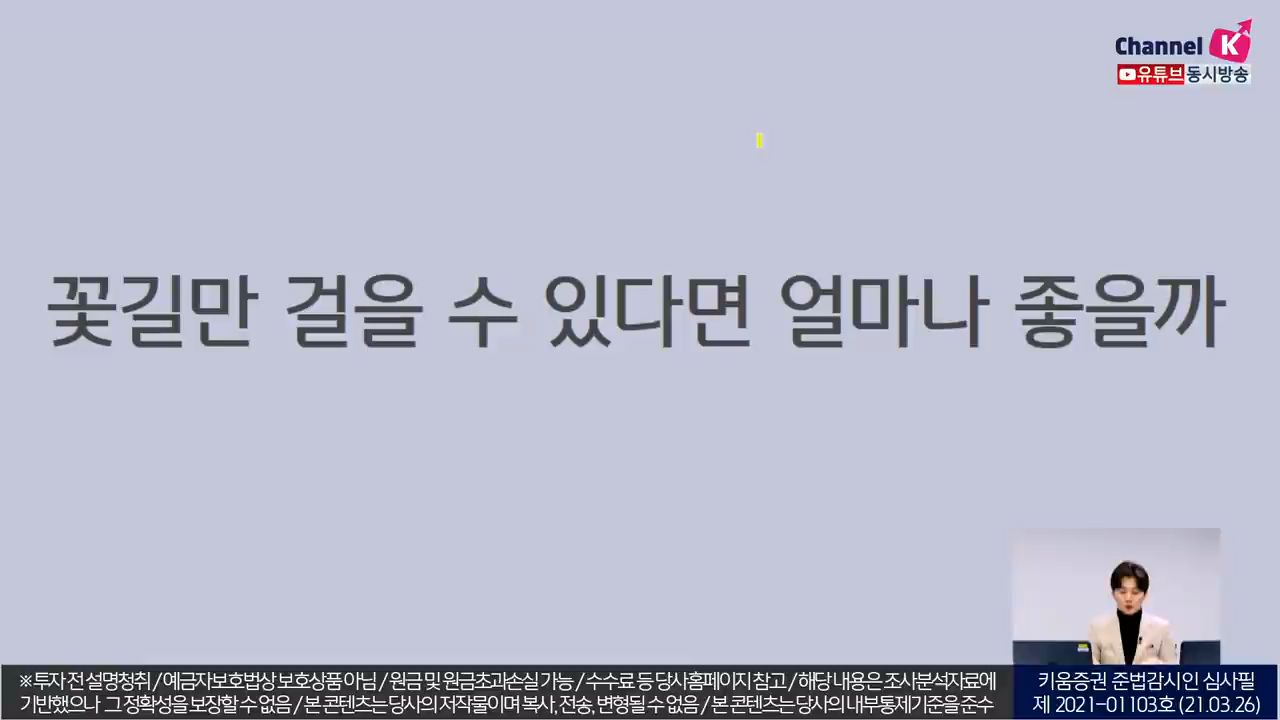 Channel K
유튜브 동시방송
꽃길만 걸을 수 있다면 얼마나 좋을까
※ 투자 전 설명청취 / 예금자보호법상 보호상품 아님 / 원금 및 원금초과손실 가능 / 수수료 등 당사홈페이지 참고 / 해당 내용은 조사분석자료에
기반했으나 그 정확성을 보장할 수 없음 / 본 콘텐츠는 당사의 저작물이며 복사, 전송, 변형될 수 없음 / 본 콘텐츠는 당사의 내부통제기준을 준수
키움증권 준법감시인 심사필
제 2021-01103호 (21.03.26)